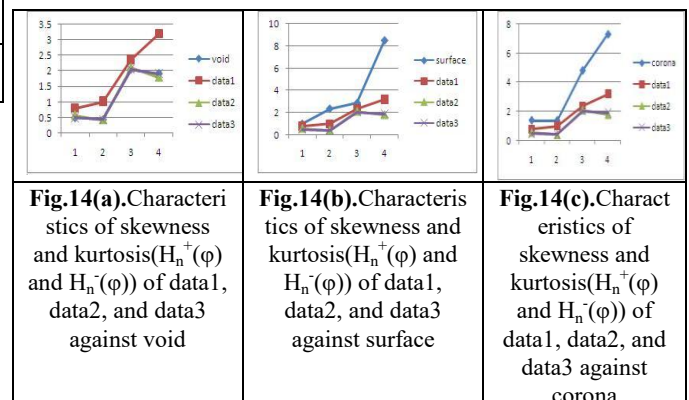 3.5
3
2.5
2
1.5
1
0.5
0
1 2 3 4
void
data1
data2
data3
10
8
6
4
2
0
1 2 3 4
surface
data1
data2
data3
8
6
4
2
0
1 2 3 4
corona
data1
data2
data3
Fig.14(a).Characteri
stics of skewness
and kurtosis(Hn⁺(φ)
and Hn⁻(φ)) of data1,
data2, and data3
against void
Fig.14(b).Characteris
tics of skewness and
kurtosis(Hn⁺(φ) and
Hn⁻(φ)) of data1,
data2, and data3
against surface
Fig.14(c).Charact
eristics of
skewness and
kurtosis(Hn⁺(φ)
and Hn⁻(φ)) of
data1, data2, and
data3 against
corona